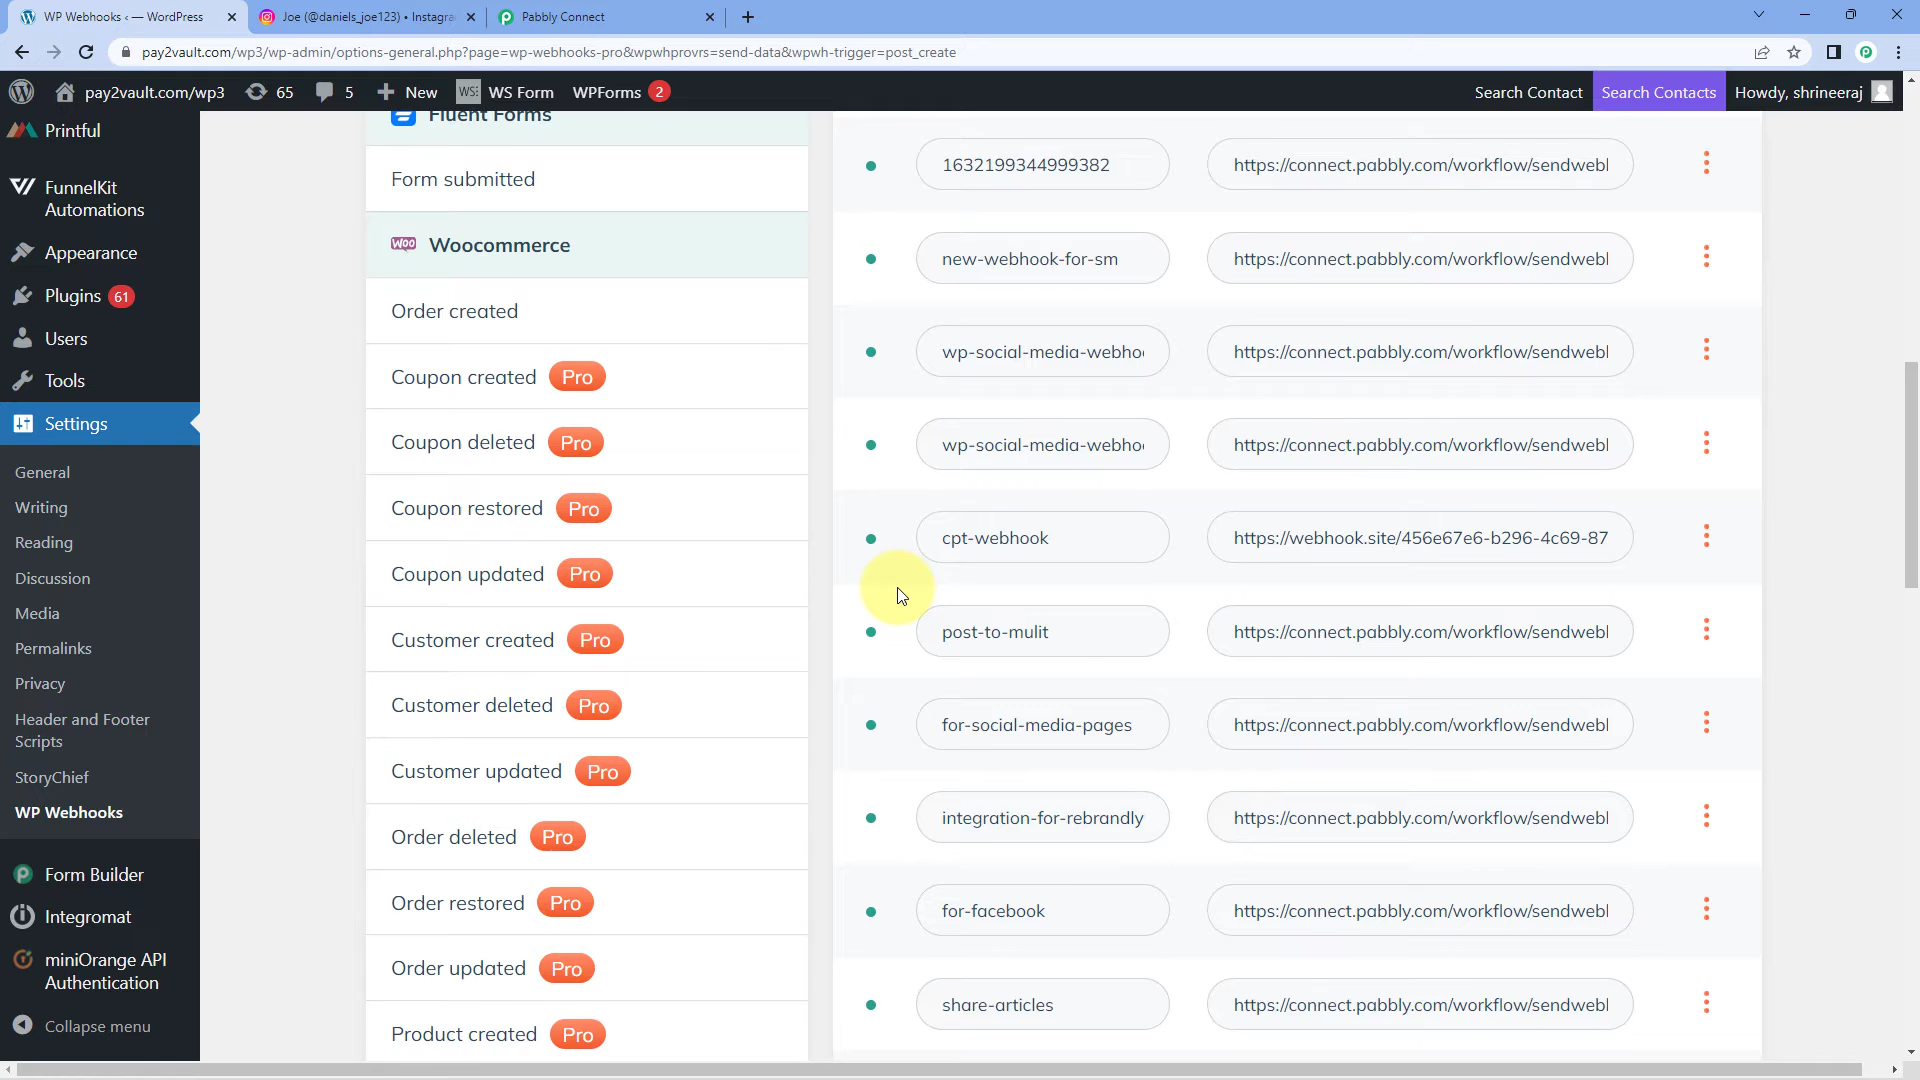 WP Webhooks ‹ — WordPress
Joe (@daniels_joe123) • Instagra
Pabbly Connect
pay2vault.com/wp3/wp-admin/options-general.php?page=wp-webhooks-pro&wpwhprovrs=send-data&wpwh-trigger=post_create
pay2vault.com/wp3
65
5
New
WS Form
WPForms 2
Search Contact
Search Contacts
Howdy, shrineeraj
Printful
FunnelKit
Automations
Appearance
Plugins 61
Users
Tools
Settings
General
Writing
Reading
Discussion
Media
Permalinks
Privacy
Header and Footer
Scripts
StoryChief
WP Webhooks
Form Builder
Integromat
miniOrange API
Authentication
Collapse menu
Fluent Forms
Form submitted
Woo Woocommerce
Order created
Coupon created Pro
Coupon deleted Pro
Coupon restored Pro
Coupon updated Pro
Customer created Pro
Customer deleted Pro
Customer updated Pro
Order deleted Pro
Order restored Pro
Order updated Pro
Product created Pro
1632199344999382 https://connect.pabbly.com/workflow/sendwebl
new-webhook-for-sm https://connect.pabbly.com/workflow/sendwebl
wp-social-media-webhoo https://connect.pabbly.com/workflow/sendwebl
wp-social-media-webhoo https://connect.pabbly.com/workflow/sendwebl
cpt-webhook https://webhook.site/456e67e6-b296-4c69-87
post-to-mulit https://connect.pabbly.com/workflow/sendwebl
for-social-media-pages https://connect.pabbly.com/workflow/sendwebl
integration-for-rebrandly https://connect.pabbly.com/workflow/sendwebl
for-facebook https://connect.pabbly.com/workflow/sendwebl
share-articles https://connect.pabbly.com/workflow/sendwebl